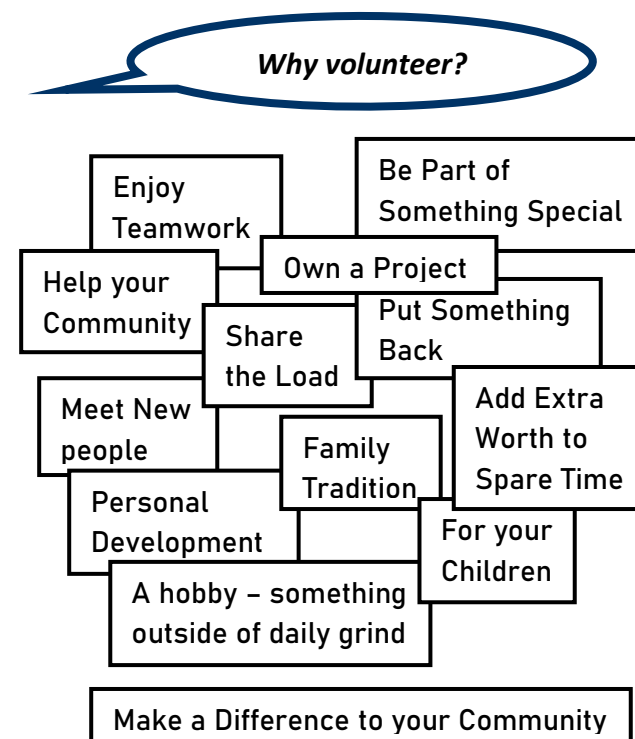 Why volunteer?
Be Part of
Something Special
Enjoy
Teamwork
Own a Project
Help your
Community
Put Something
Back
Share
the Load
Add Extra
Worth to
Spare Time
Meet New
people
Family
Tradition
Personal
Development
For your
Children
A hobby – something
outside of daily grind
Make a Difference to your Community